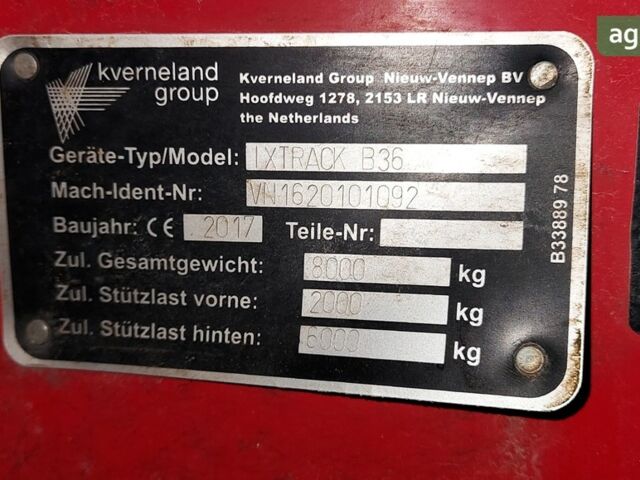 ag
kverneland
group
Kverneland Group Nieuw-Vennep BV
Hoofdweg 1278, 2153 LR Nieuw-Vennep
the Netherlands
Geräte-Typ/Model: IXTRACK B36
Mach-Ident-Nr: VN1620101092
Baujahr: CE 2017 Teile-Nr:
Zul. Gesamtgewicht: 8000 kg
Zul. Stützlast vorne: 2000 kg
Zul. Stützlast hinten: 6000 kg
B33889 78